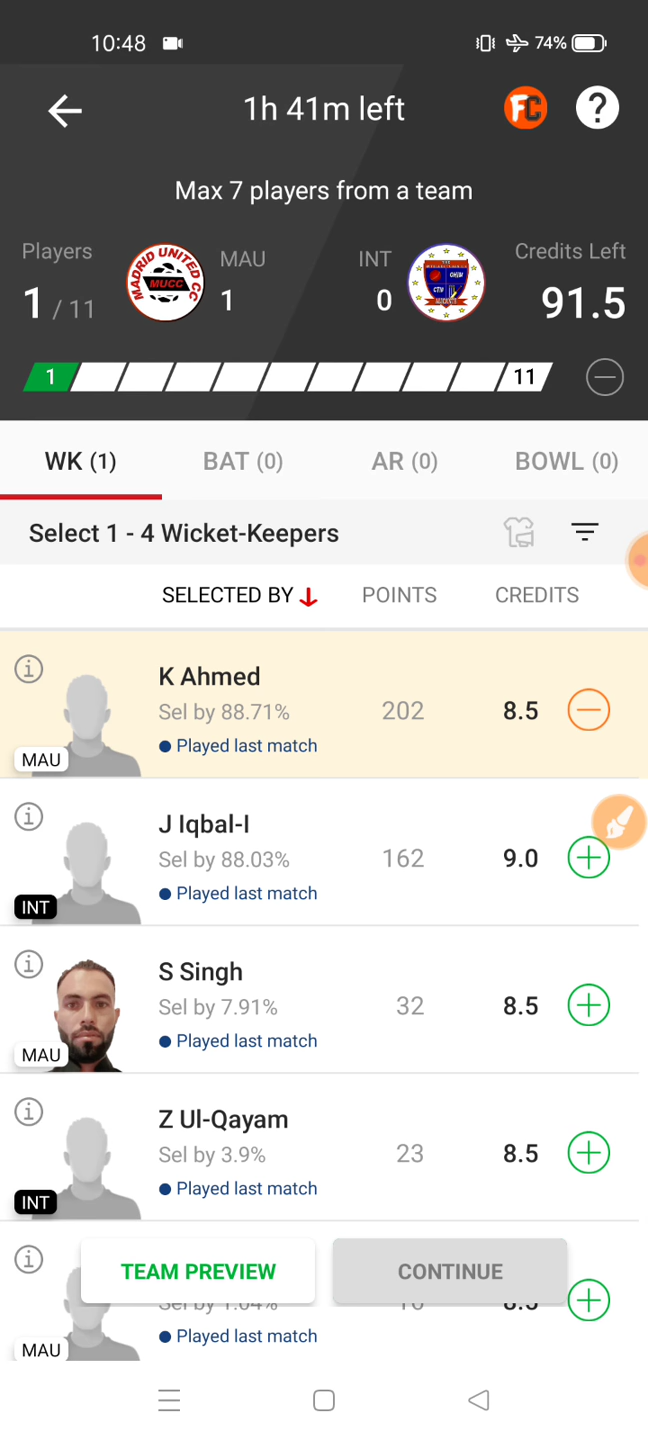 10:48
74%
1h 41m left
FC
?
Max 7 players from a team
Players
MAU
INT
Credits Left
1 / 11
MADRID UNITED CC
MUCC
1
0
91.5
1
11
WK (1)
BAT (0)
AR (0)
BOWL (0)
Select 1 - 4 Wicket-Keepers
SELECTED BY
POINTS
CREDITS
K Ahmed
Sel by 88.71%
202
8.5
Played last match
MAU
J Iqbal-I
Sel by 88.03%
162
9.0
Played last match
INT
S Singh
Sel by 7.91%
32
8.5
Played last match
MAU
Z Ul-Qayam
Sel by 3.9%
23
8.5
Played last match
INT
TEAM PREVIEW
CONTINUE
Played last match
MAU